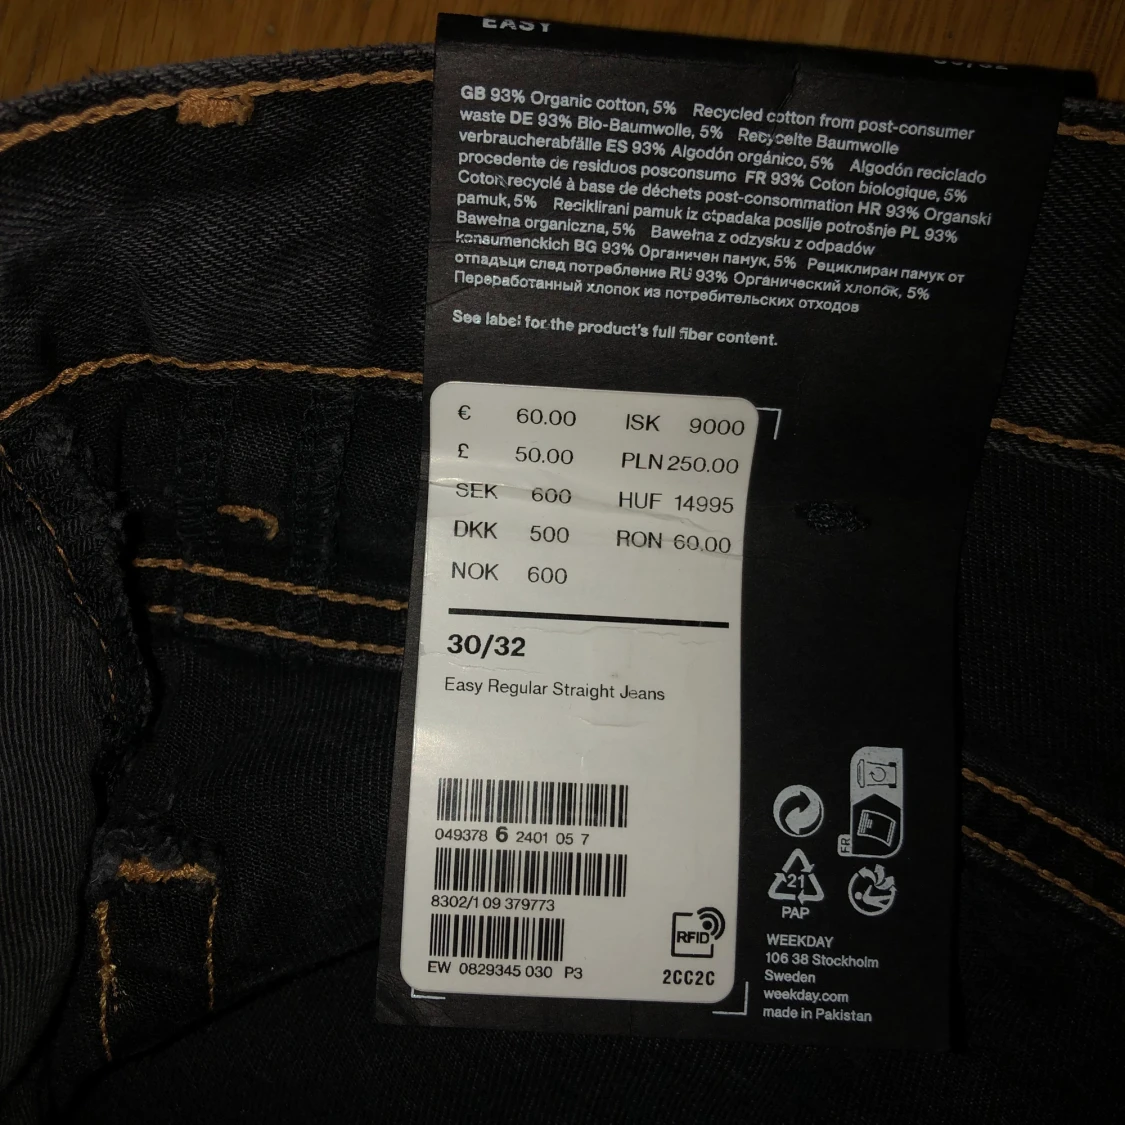 EASY
30/32
GB 93% Organic cotton, 5% Recycled cotton from post-consumer
waste DE 93% Bio-Baumwolle, 5% Recycelte Baumwolle
verbraucherabfälle ES 93% Algodón orgánico, 5% Algodón reciclado
procedente de residuos posconsumo FR 93% Coton biologique, 5%
Coton recyclé à base de déchets post-consommation HR 93% Organski
pamuk, 5% Reciklirani pamuk iz otpadaka poslije potrošnje PL 93%
Bawełna organiczna, 5% Bawełna z odzysku z odpadów
konsumenckich BG 93% Органичен памук, 5% Рециклиран памук от
отпадъци след потребление RU 93% Органический хлопок, 5%
Переработанный хлопок из потребительских отходов
See label for the product's full fiber content.
€ 60.00 ISK 9000
£ 50.00 PLN 250.00
SEK 600 HUF 14995
DKK 500 RON 60.00
NOK 600
30/32
Easy Regular Straight Jeans
049378 6 2401 05 7
8302/1 09 379773
EW 0829345 030 P3
RFID
2CC2C
FR
21
PAP
WEEKDAY
106 38 Stockholm
Sweden
weekday.com
made in Pakistan